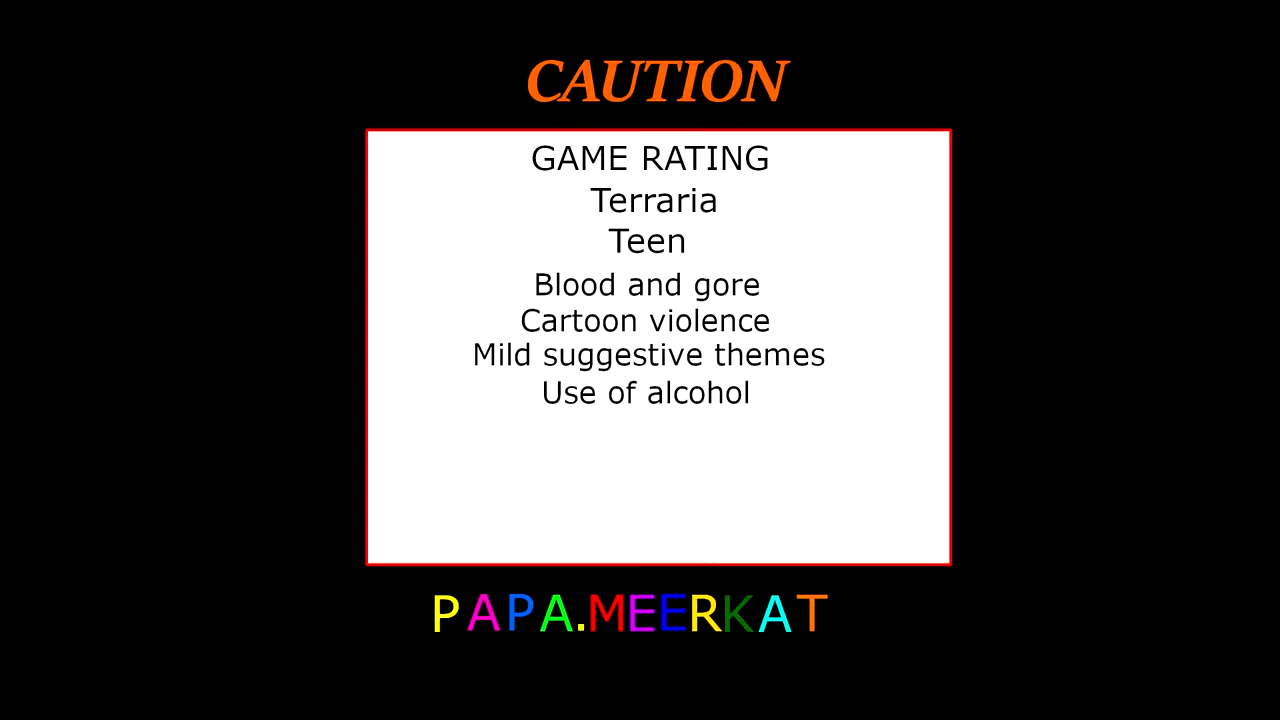 CAUTION
GAME RATING
Terraria
Teen
Blood and gore
Cartoon violence
Mild suggestive themes
Use of alcohol
PAPA.MEERKAT